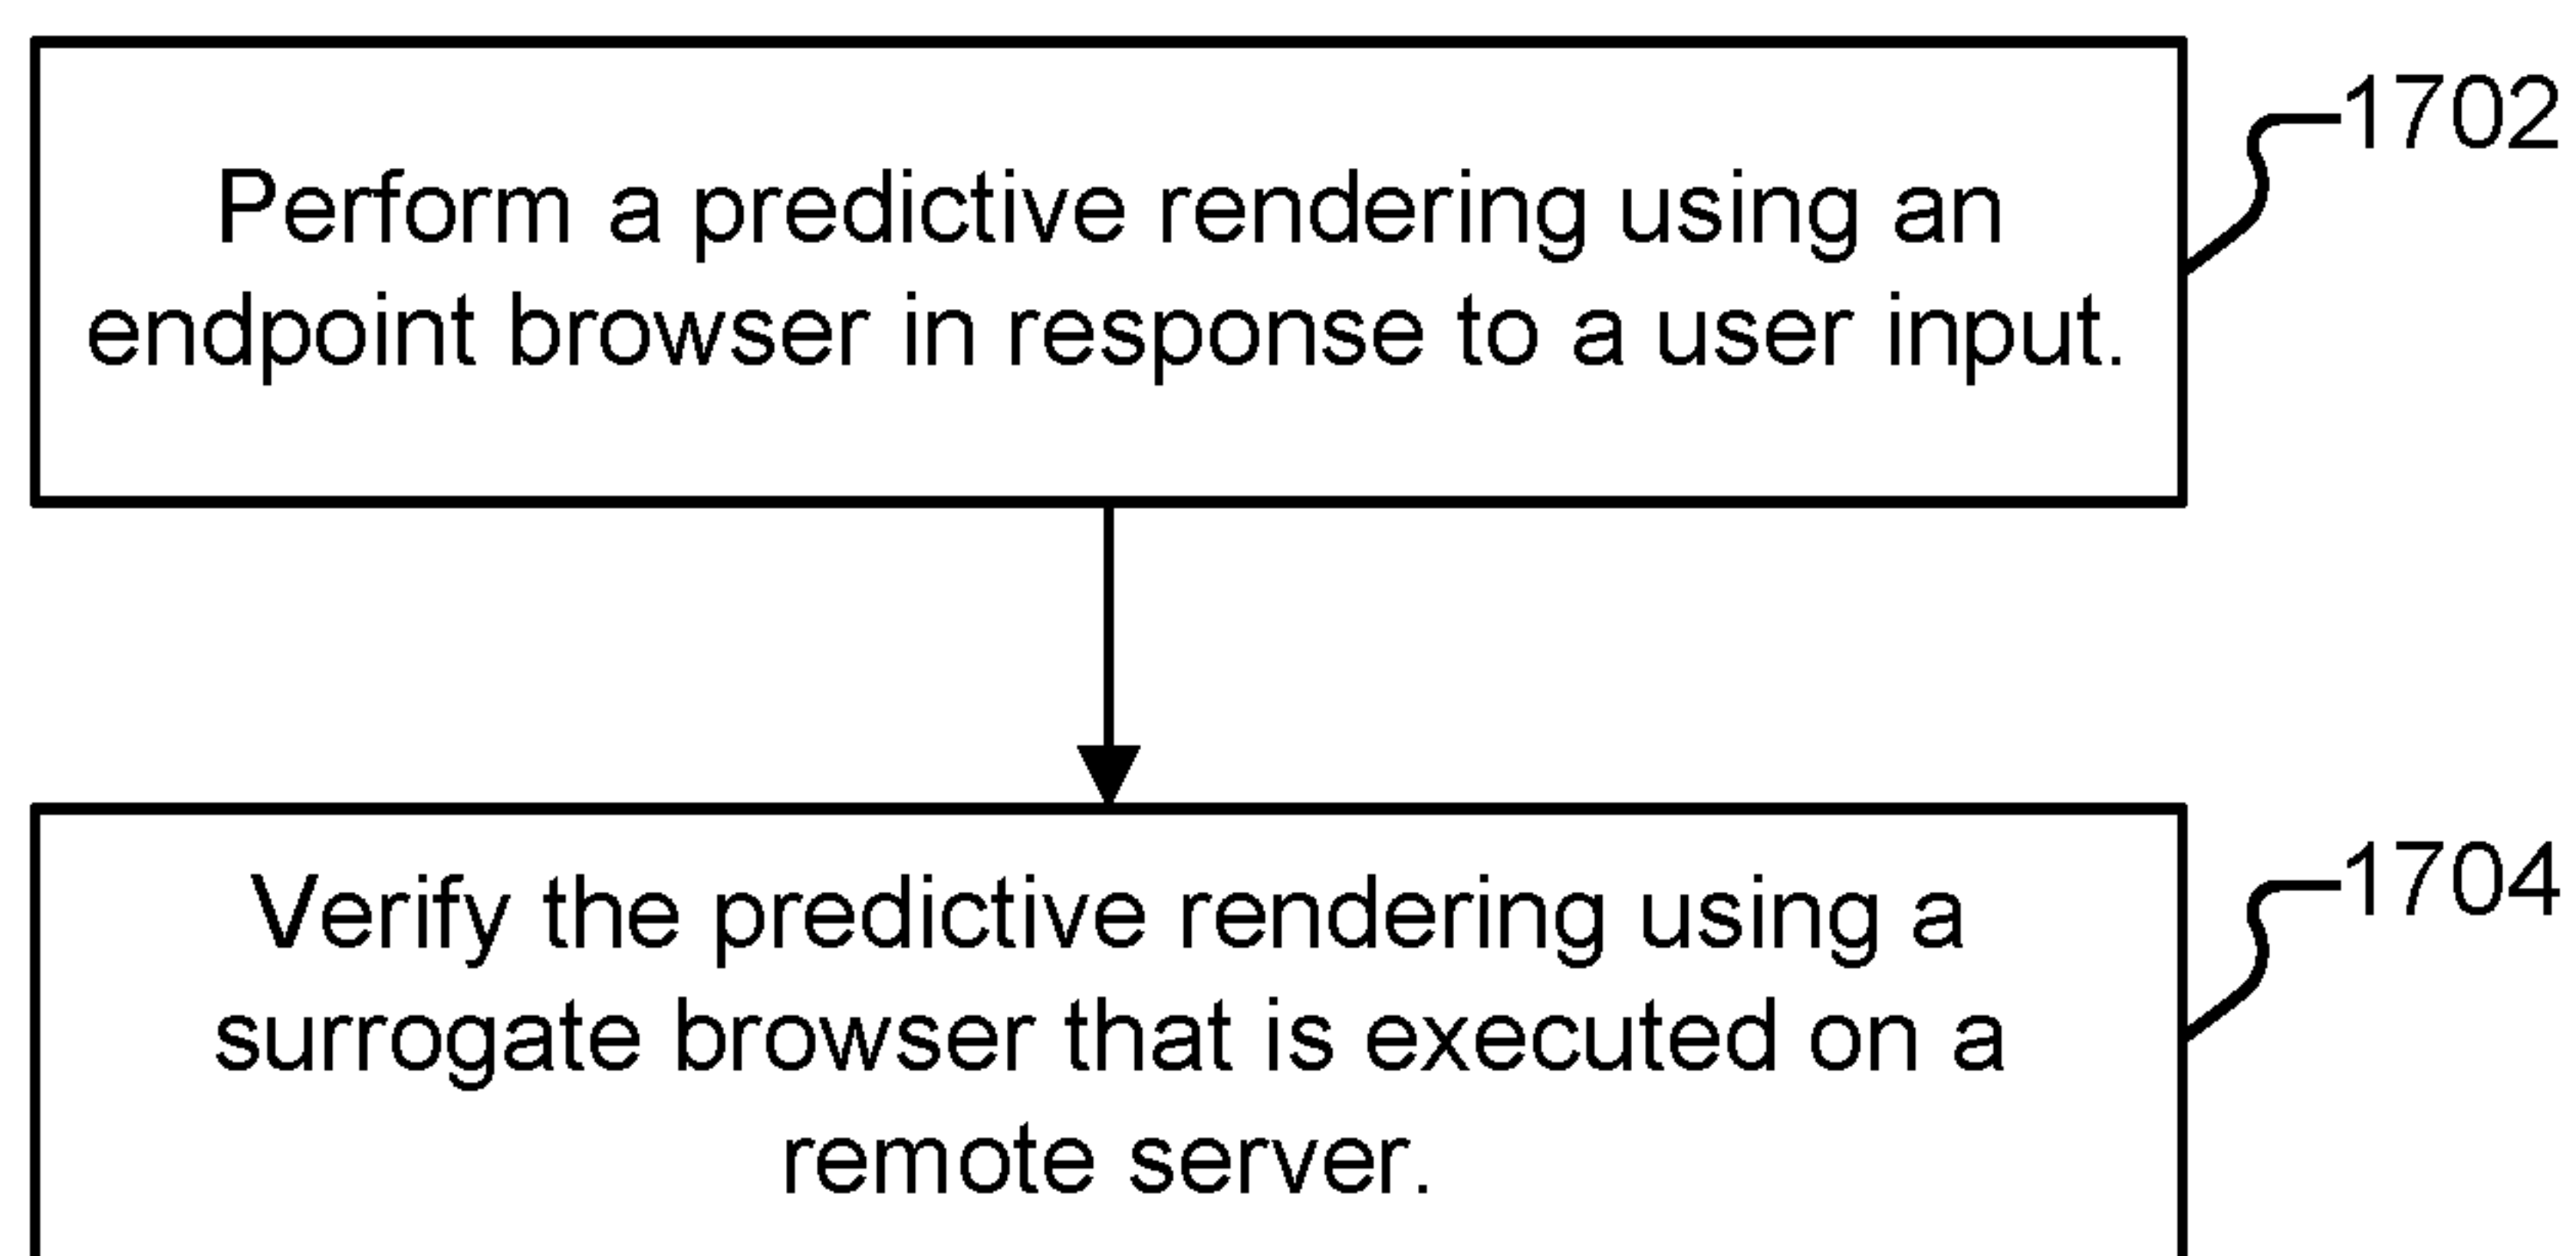 1702
Perform a predictive rendering using an
endpoint browser in response to a user input.
1704
Verify the predictive rendering using a
surrogate browser that is executed on a
remote server.